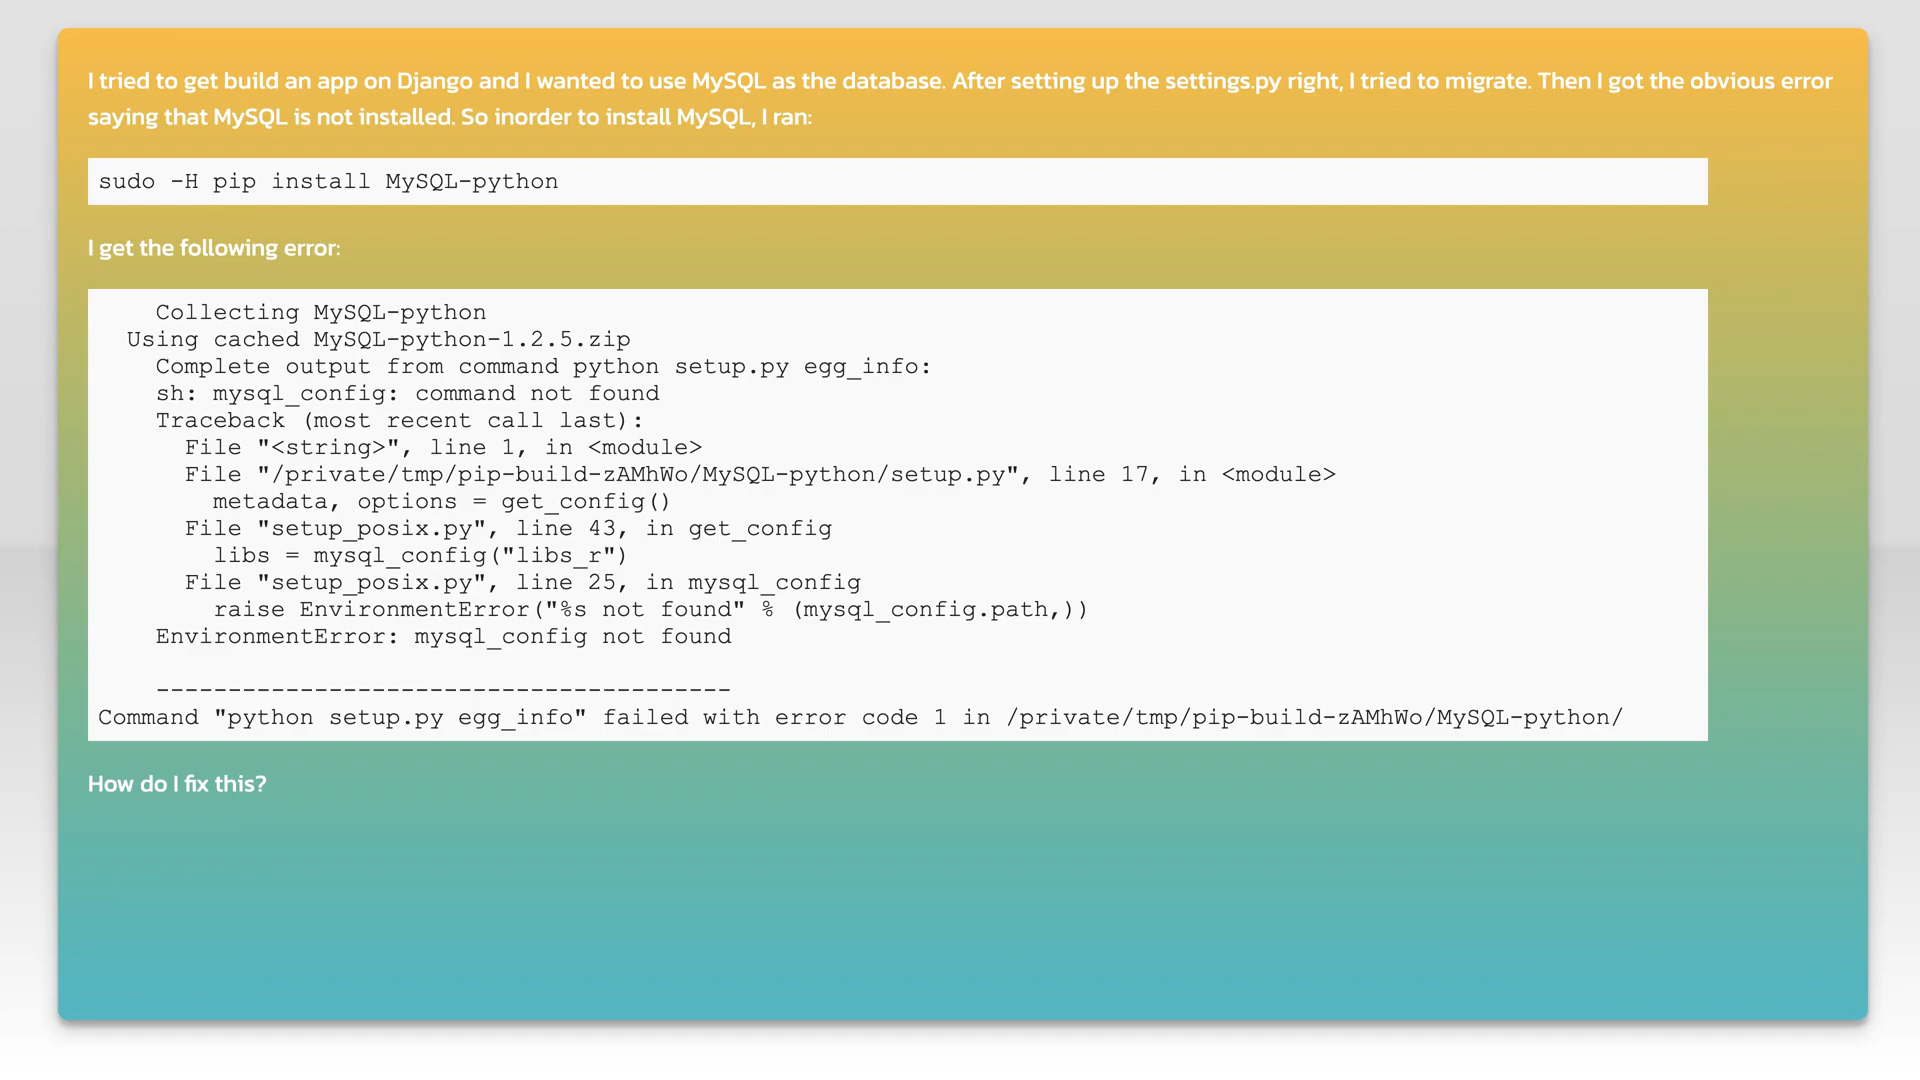 I tried to get build an app on Django and I wanted to use MySQL as the database. After setting up the settings.py right, I tried to migrate. Then I got the obvious error
saying that MySQL is not installed. So inorder to install MySQL, I ran:
sudo -H pip install MySQL-python
I get the following error:
Collecting MySQL-python
Using cached MySQL-python-1.2.5.zip
Complete output from command python setup.py egg_info:
sh: mysql_config: command not found
Traceback (most recent call last):
File "<string>", line 1, in <module>
File "/private/tmp/pip-build-zAMhWo/MySQL-python/setup.py", line 17, in <module>
metadata, options = get_config()
File "setup_posix.py", line 43, in get_config
libs = mysql_config("libs_r")
File "setup_posix.py", line 25, in mysql_config
raise EnvironmentError("%s not found" % (mysql_config.path,))
EnvironmentError: mysql_config not found
----------------------------------------
Command "python setup.py egg_info" failed with error code 1 in /private/tmp/pip-build-zAMhWo/MySQL-python/
How do I fix this?